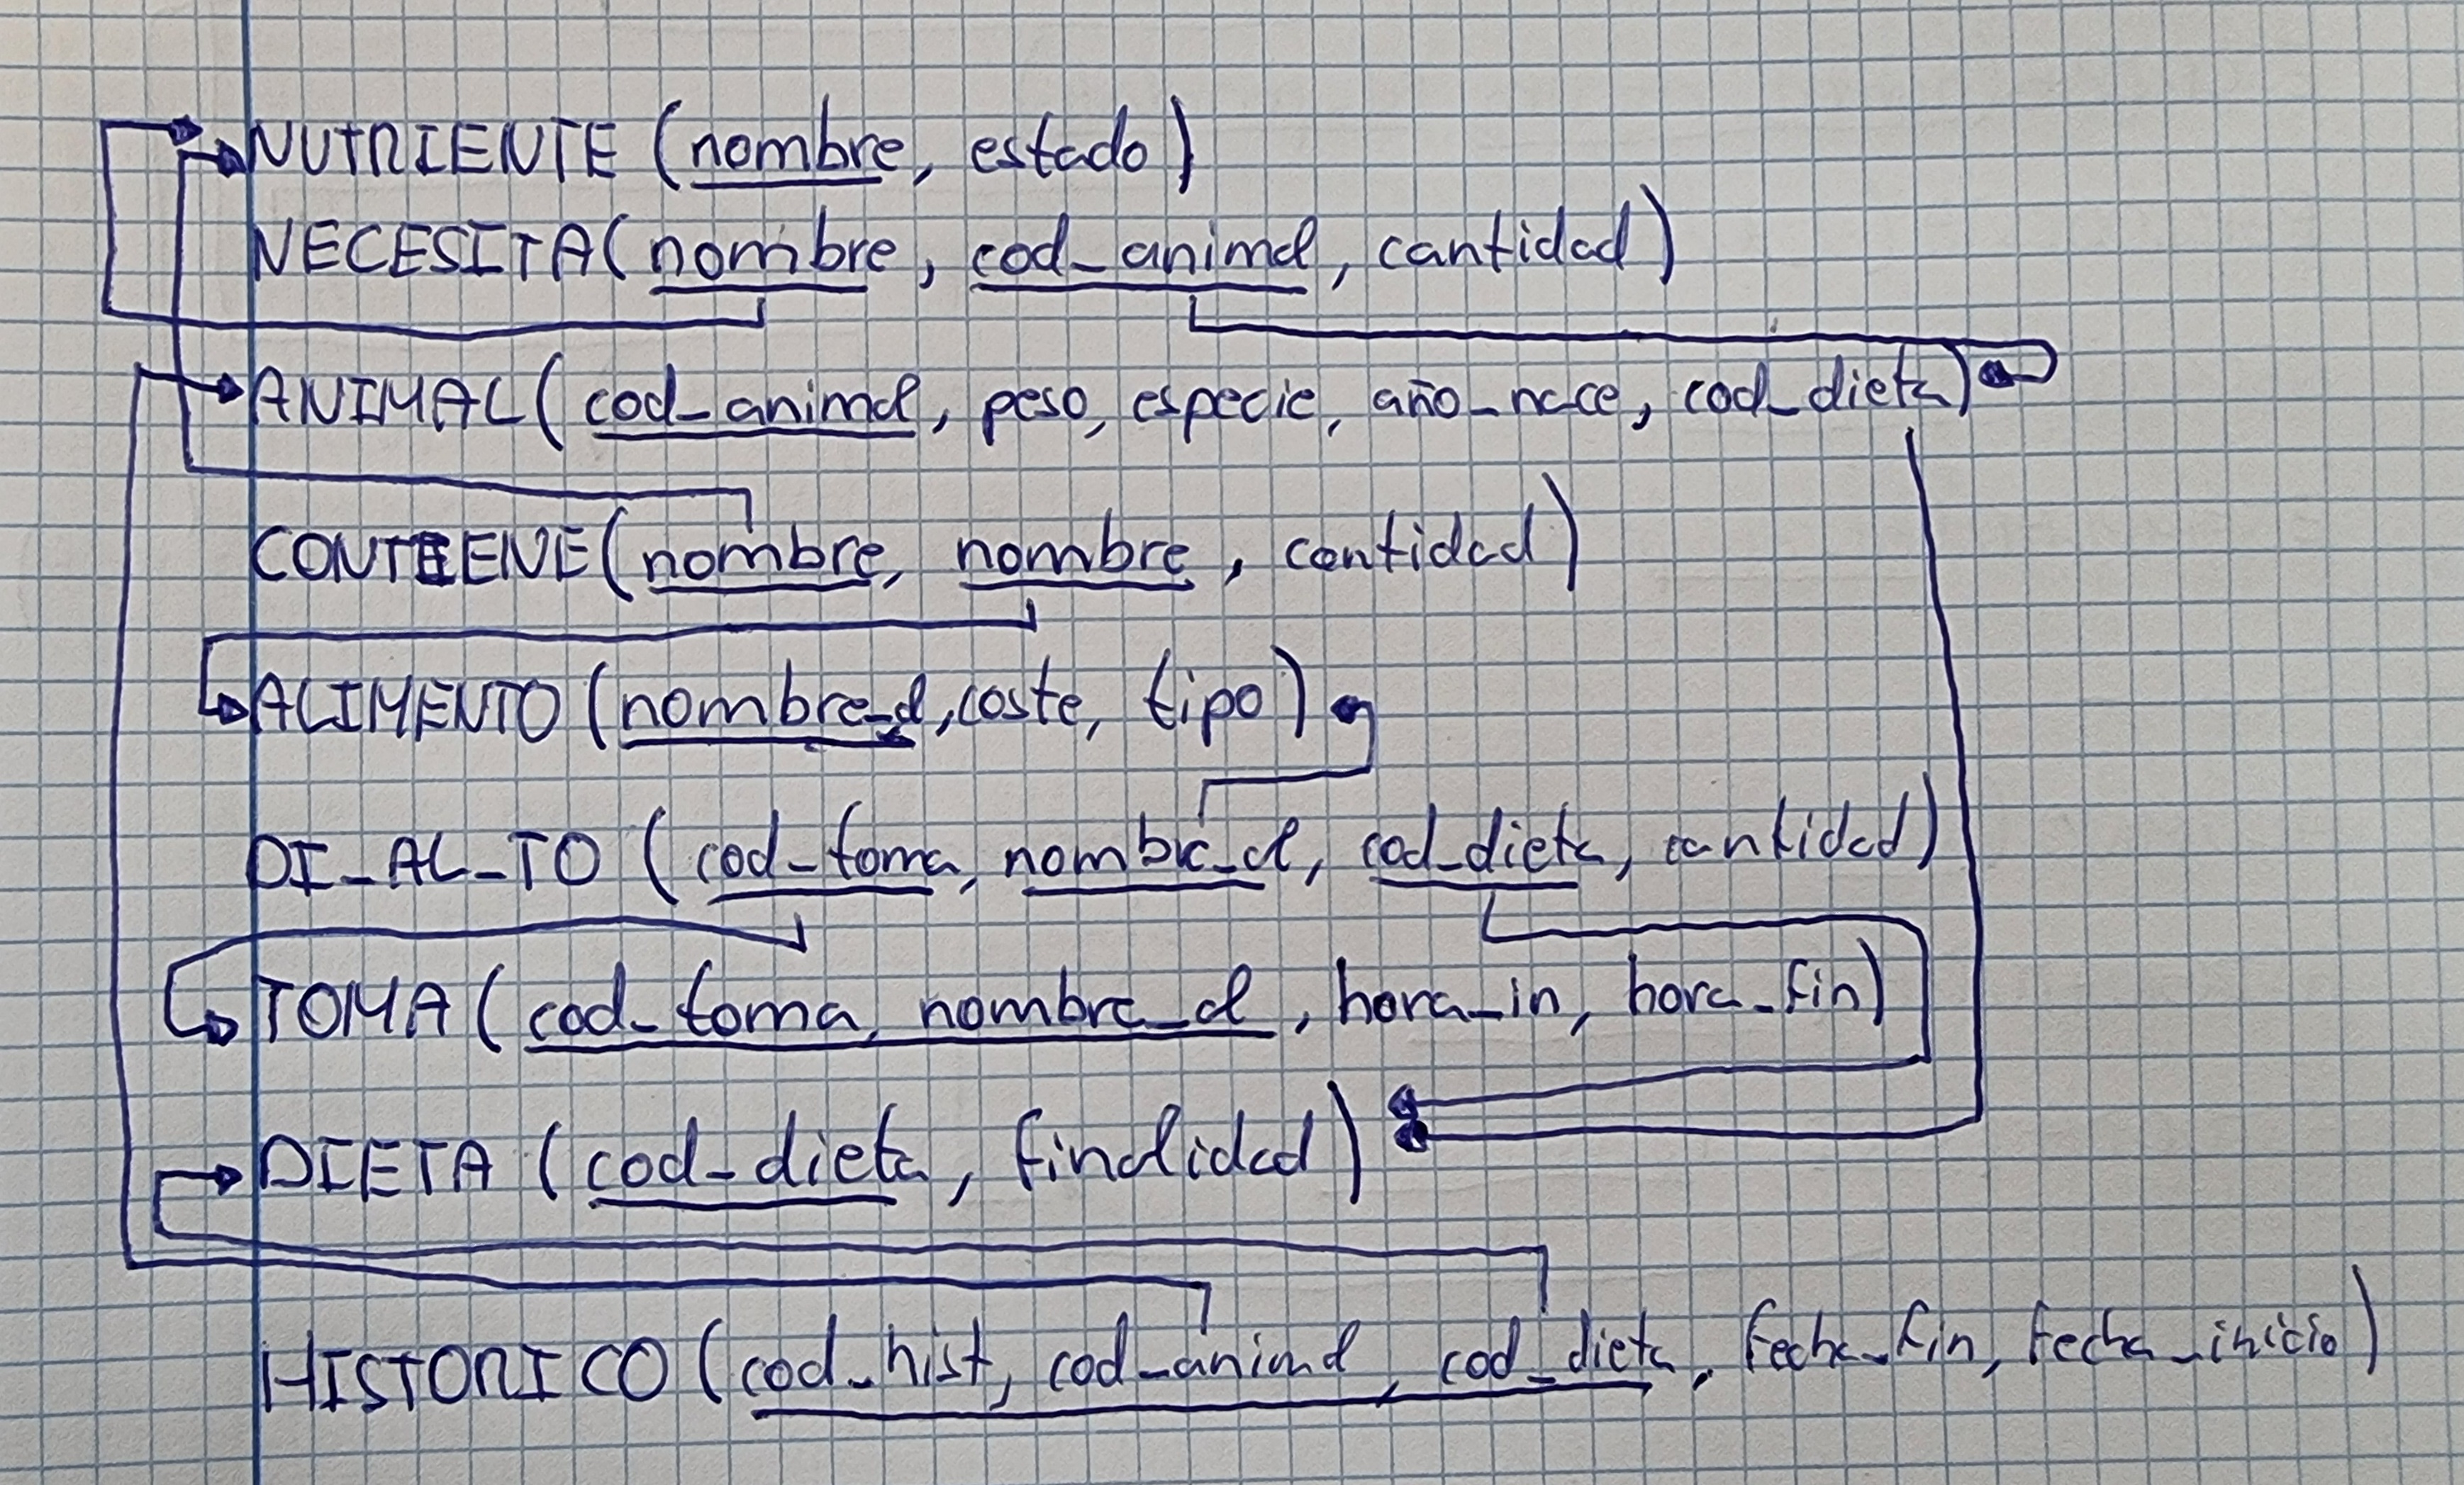 NUTRIENTE (nombre, estado)
NECESITA (nombre, cod_animal, cantidad)
ANIMAL (cod_animal, peso, especie, año_nace, cod_dieta)
CONTIENE (nombre, nombre, cantidad)
ALIMENTO (nombre_al, coste, tipo)
DI_AL_TO (cod_toma, nombre_al, cod_dieta, cantidad)
TOMA (cod_toma, nombre_al, hora_in, hora_fin)
DIETA (cod_dieta, finalidad)
HISTORICO (cod_hist, cod_animal, cod_dieta, fecha_fin, fecha_inicio)